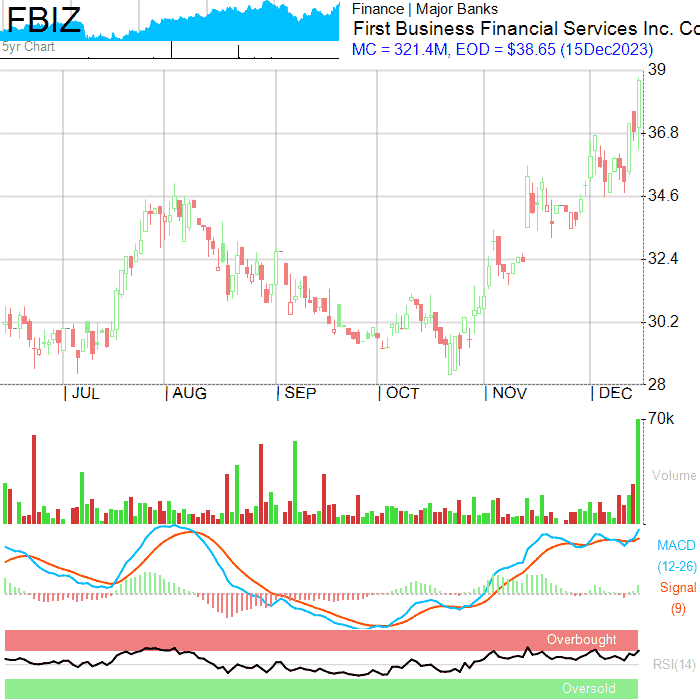 FBIZ
5yr Chart
Finance | Major Banks
First Business Financial Services Inc. Co
MC = 321.4M, EOD = $38.65 (15Dec2023)
39
36.8
34.6
32.4
30.2
28
| JUL | AUG | SEP | OCT | NOV | DEC
70k
Volume
MACD
(12-26)
Signal
(9)
Overbought
RSI(14)
Oversold